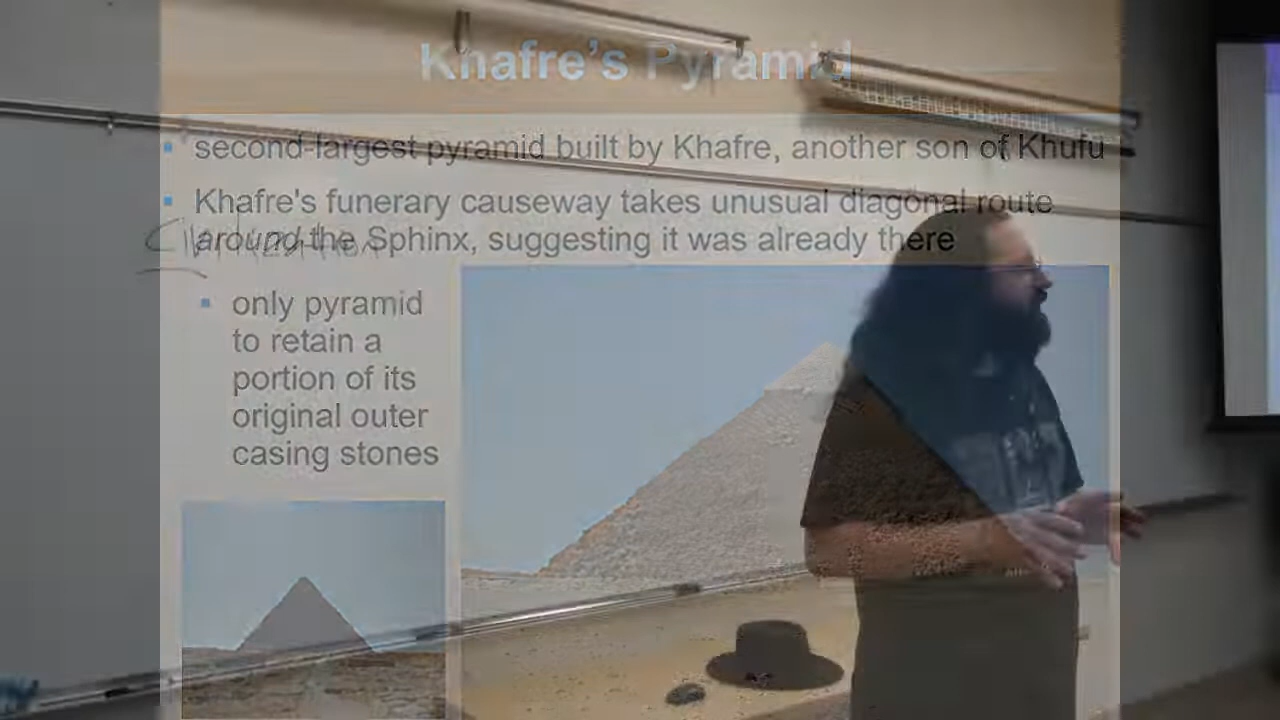 Khafre's Pyramid
second-largest pyramid built by Khafre, another son of Khufu
Khafre's funerary causeway takes unusual diagonal route
around the Sphinx, suggesting it was already there
only pyramid
to retain a
portion of its
original outer
casing stones